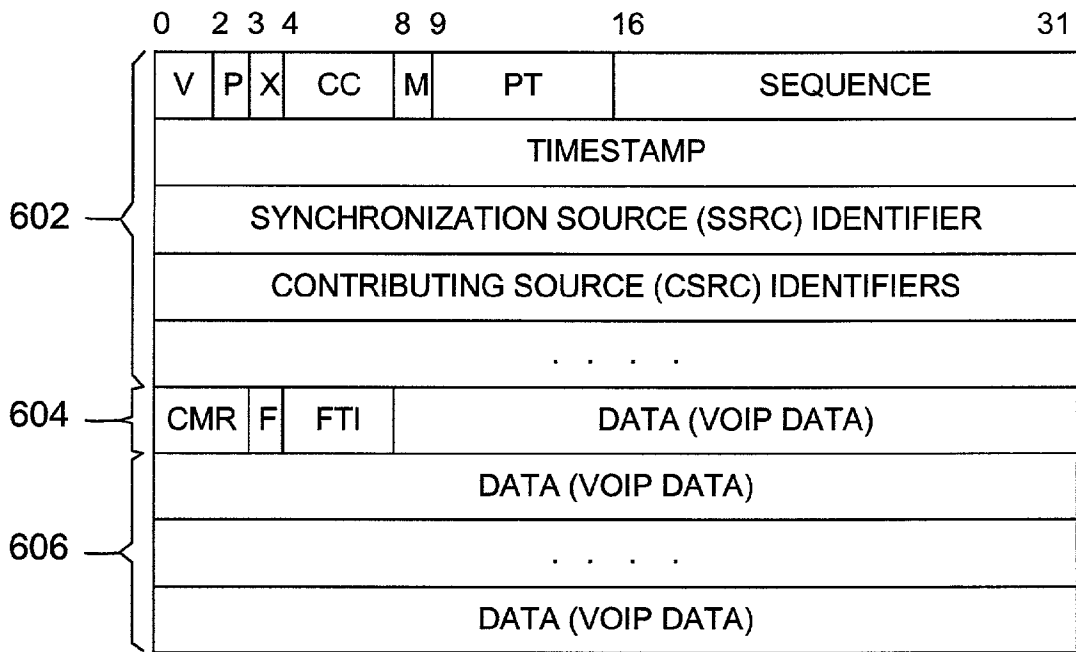 0 2 3 4 8 9 16 31
V P X CC M PT SEQUENCE
TIMESTAMP
602
SYNCHRONIZATION SOURCE (SSRC) IDENTIFIER
CONTRIBUTING SOURCE (CSRC) IDENTIFIERS
. . . .
604
CMR F FTI DATA (VOIP DATA)
DATA (VOIP DATA)
606
. . . .
DATA (VOIP DATA)